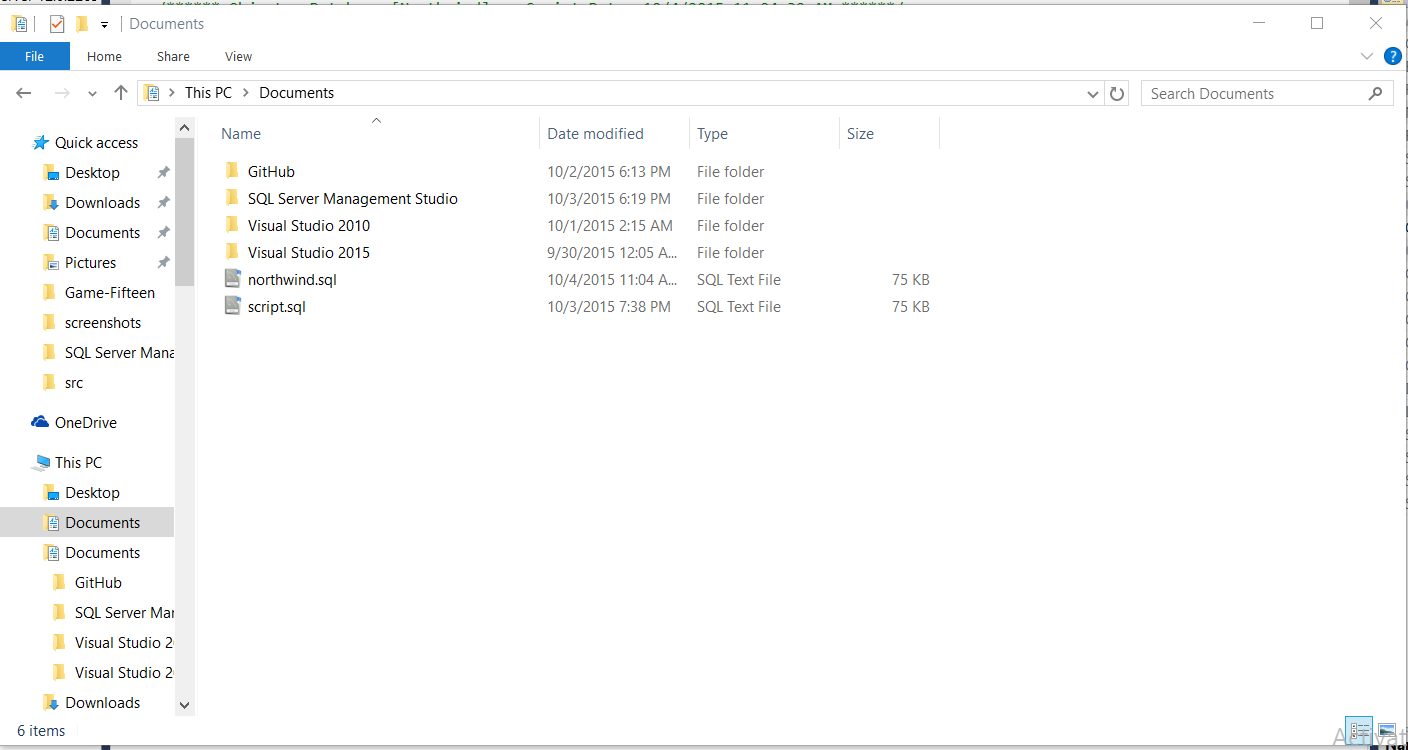 Documents
File Home Share View
This PC Documents
Search Documents
Quick access
Desktop
Downloads
Documents
Pictures
Game-Fifteen
screenshots
SQL Server Mana
src
OneDrive
This PC
Desktop
Documents
Documents
GitHub
SQL Server Man
Visual Studio 2
Visual Studio 2
Downloads
Name Date modified Type Size
GitHub 10/2/2015 6:13 PM File folder
SQL Server Management Studio 10/3/2015 6:19 PM File folder
Visual Studio 2010 10/1/2015 2:15 AM File folder
Visual Studio 2015 9/30/2015 12:05 A... File folder
northwind.sql 10/4/2015 11:04 A... SQL Text File 75 KB
script.sql 10/3/2015 7:38 PM SQL Text File 75 KB
6 items